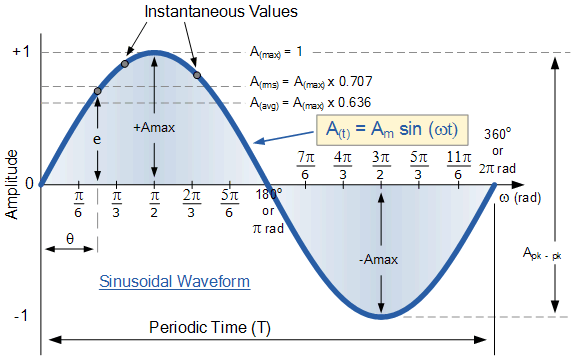 Instantaneous Values
+1
A(max) = 1
A(rms) = A(max) x 0.707
A(avg) = A(max) x 0.636
+Amax
e
A(t) = Am sin (ωt)
360°
or
2π rad
Amplitude
0
π/6 π/3 π/2 2π/3 5π/6
180°
or
π rad
7π/6 4π/3 3π/2 5π/3 11π/6
ω (rad)
θ
Sinusoidal Waveform
-Amax
Apk - pk
-1
Periodic Time (T)